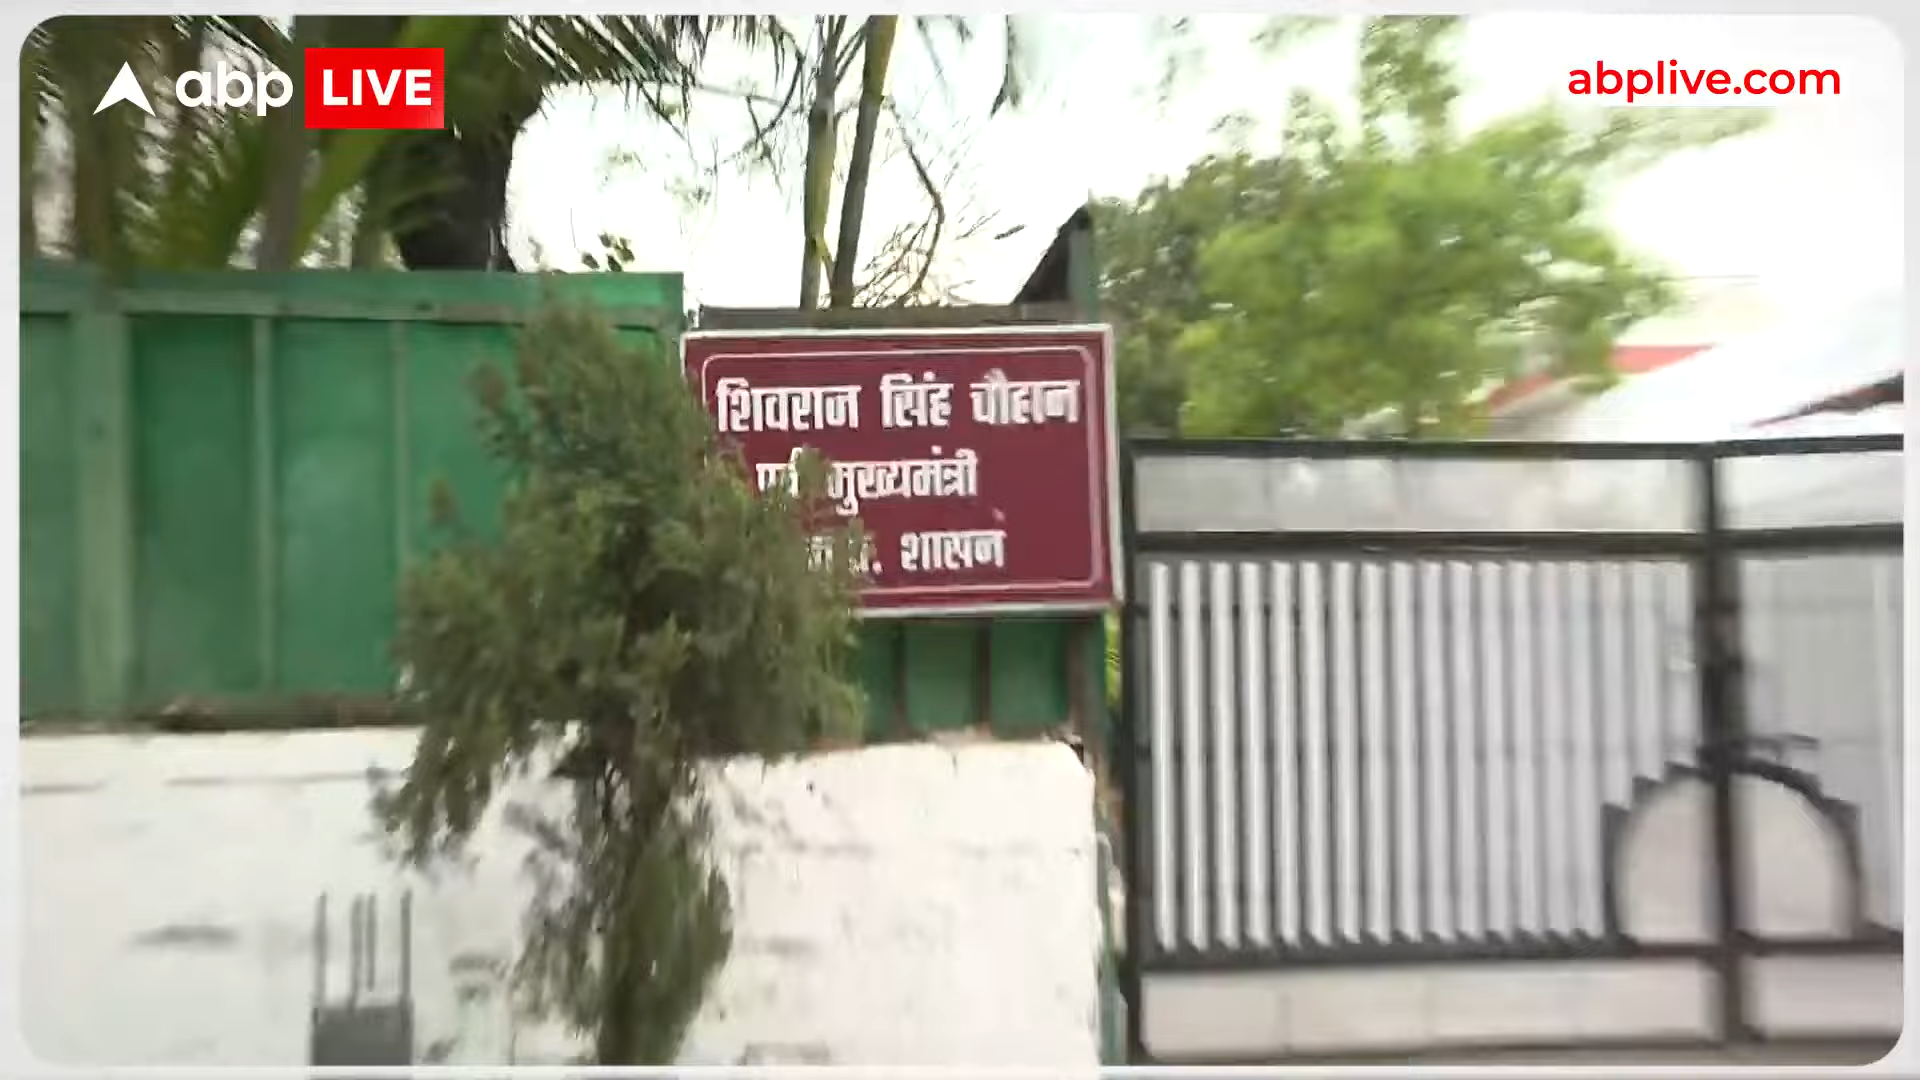 abp LIVE
abplive.com
शिवराज सिंह चौहान
मुख्यमंत्री
शासन